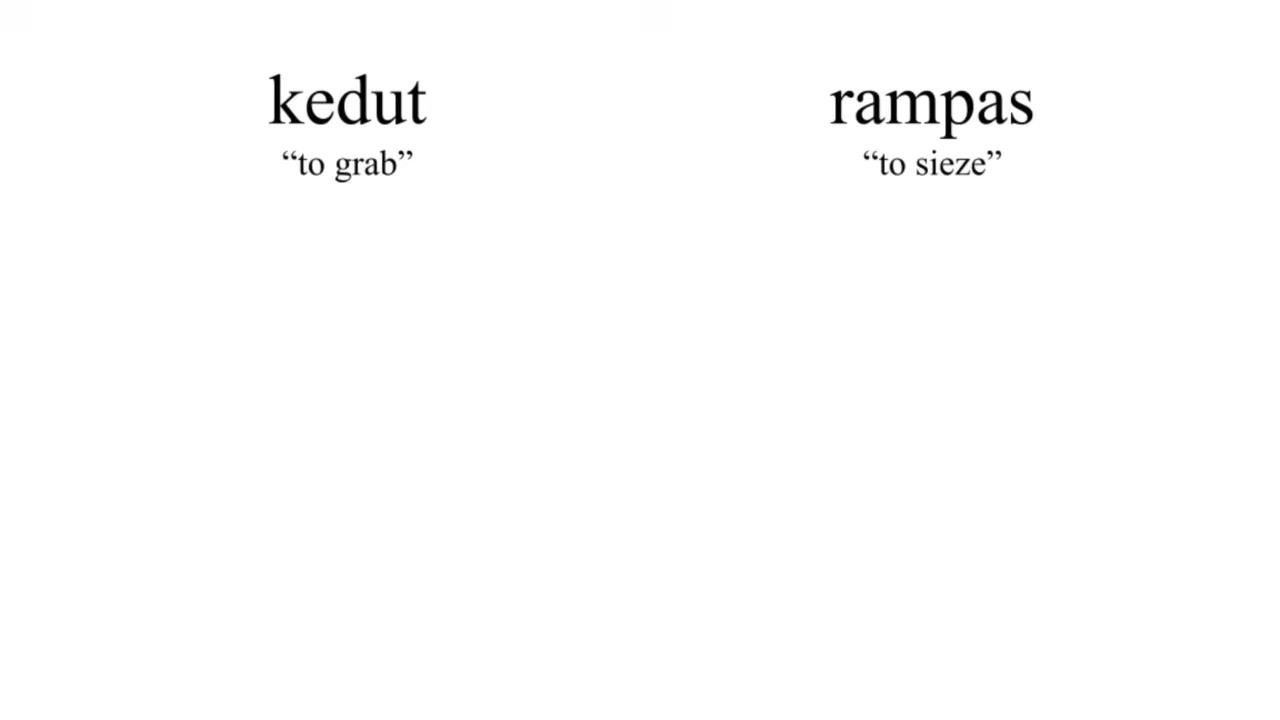 kedut
“to grab”
rampas
“to sieze”